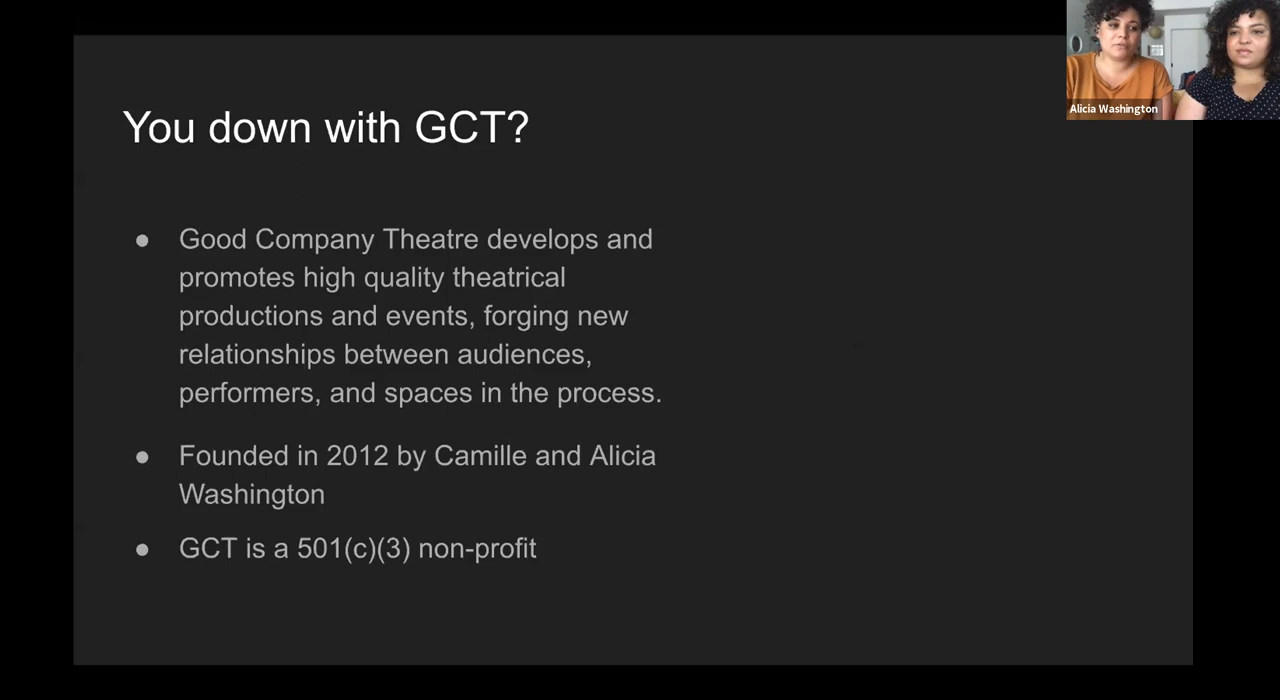 Alicia Washington
You down with GCT?
● Good Company Theatre develops and
promotes high quality theatrical
productions and events, forging new
relationships between audiences,
performers, and spaces in the process.
● Founded in 2012 by Camille and Alicia
Washington
● GCT is a 501(c)(3) non-profit